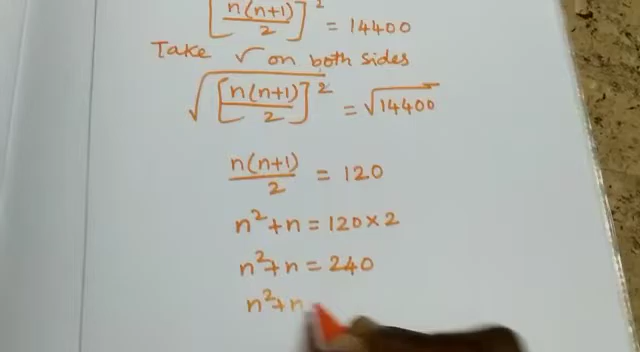 [n(n+1)/2]² = 14400
Take √ on both sides
√[n(n+1)/2]² = √14400
n(n+1)/2 = 120
n²+n = 120×2
n²+n = 240
n²+n